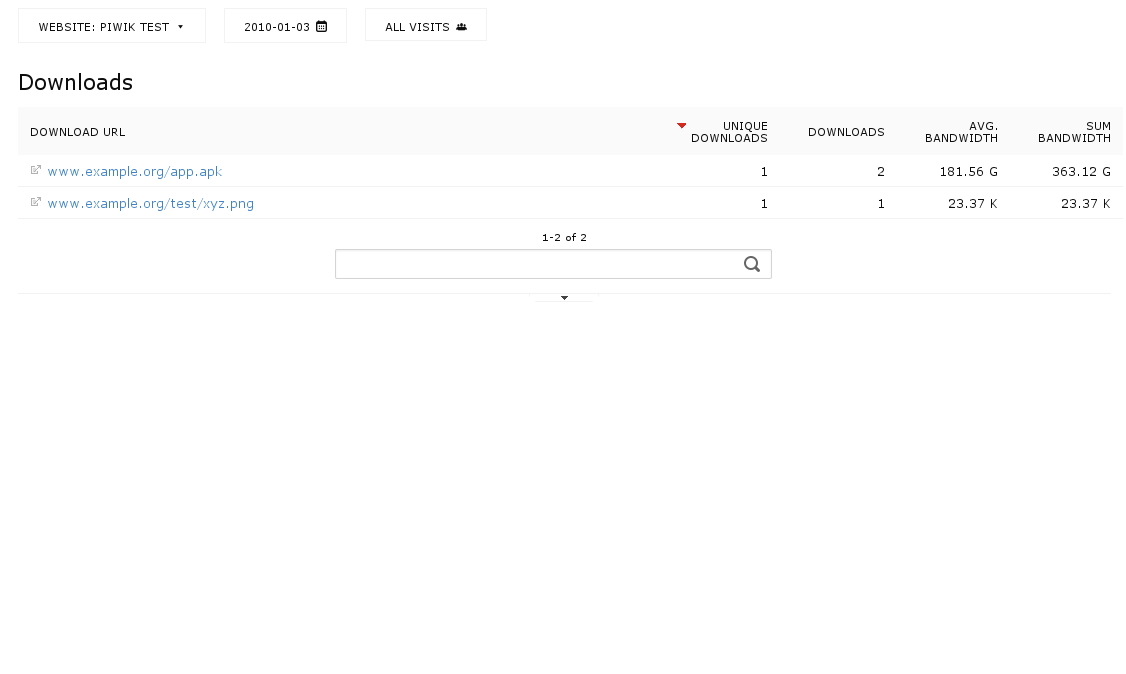 WEBSITE: PIWIK TEST 2010-01-03 ALL VISITS
Downloads
DOWNLOAD URL UNIQUE DOWNLOADS DOWNLOADS AVG. BANDWIDTH SUM BANDWIDTH
www.example.org/app.apk 1 2 181.56 G 363.12 G
www.example.org/test/xyz.png 1 1 23.37 K 23.37 K
1-2 of 2